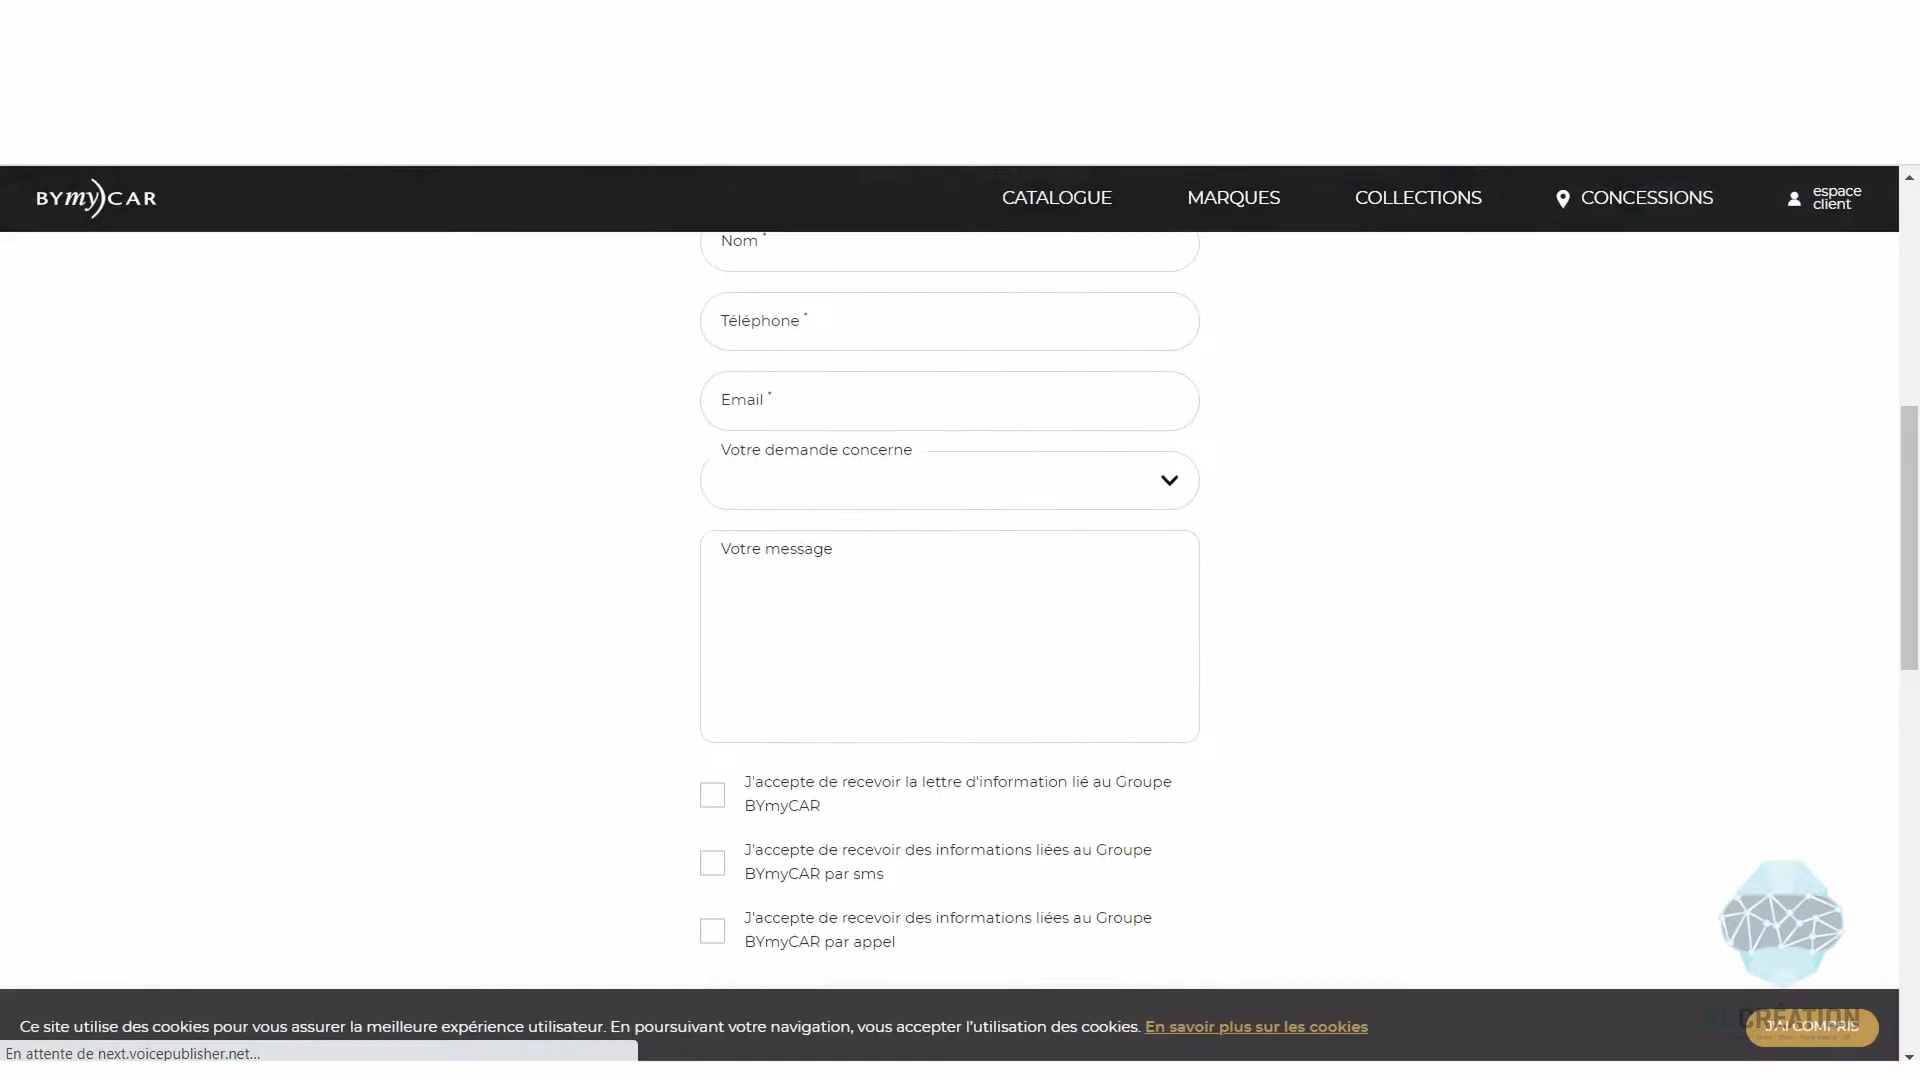 BYmy)CAR
CATALOGUE
MARQUES
COLLECTIONS
CONCESSIONS
espace
client
Nom *
Téléphone *
Email *
Votre demande concerne
Votre message
J'accepte de recevoir la lettre d'information lié au Groupe
BYmyCAR
J'accepte de recevoir des informations liées au Groupe
BYmyCAR par sms
J'accepte de recevoir des informations liées au Groupe
BYmyCAR par appel
Ce site utilise des cookies pour vous assurer la meilleure expérience utilisateur. En poursuivant votre navigation, vous accepter l'utilisation des cookies. En savoir plus sur les cookies
CRÉATION
J'AI COMPRIS
En attente de next.voicepublisher.net...